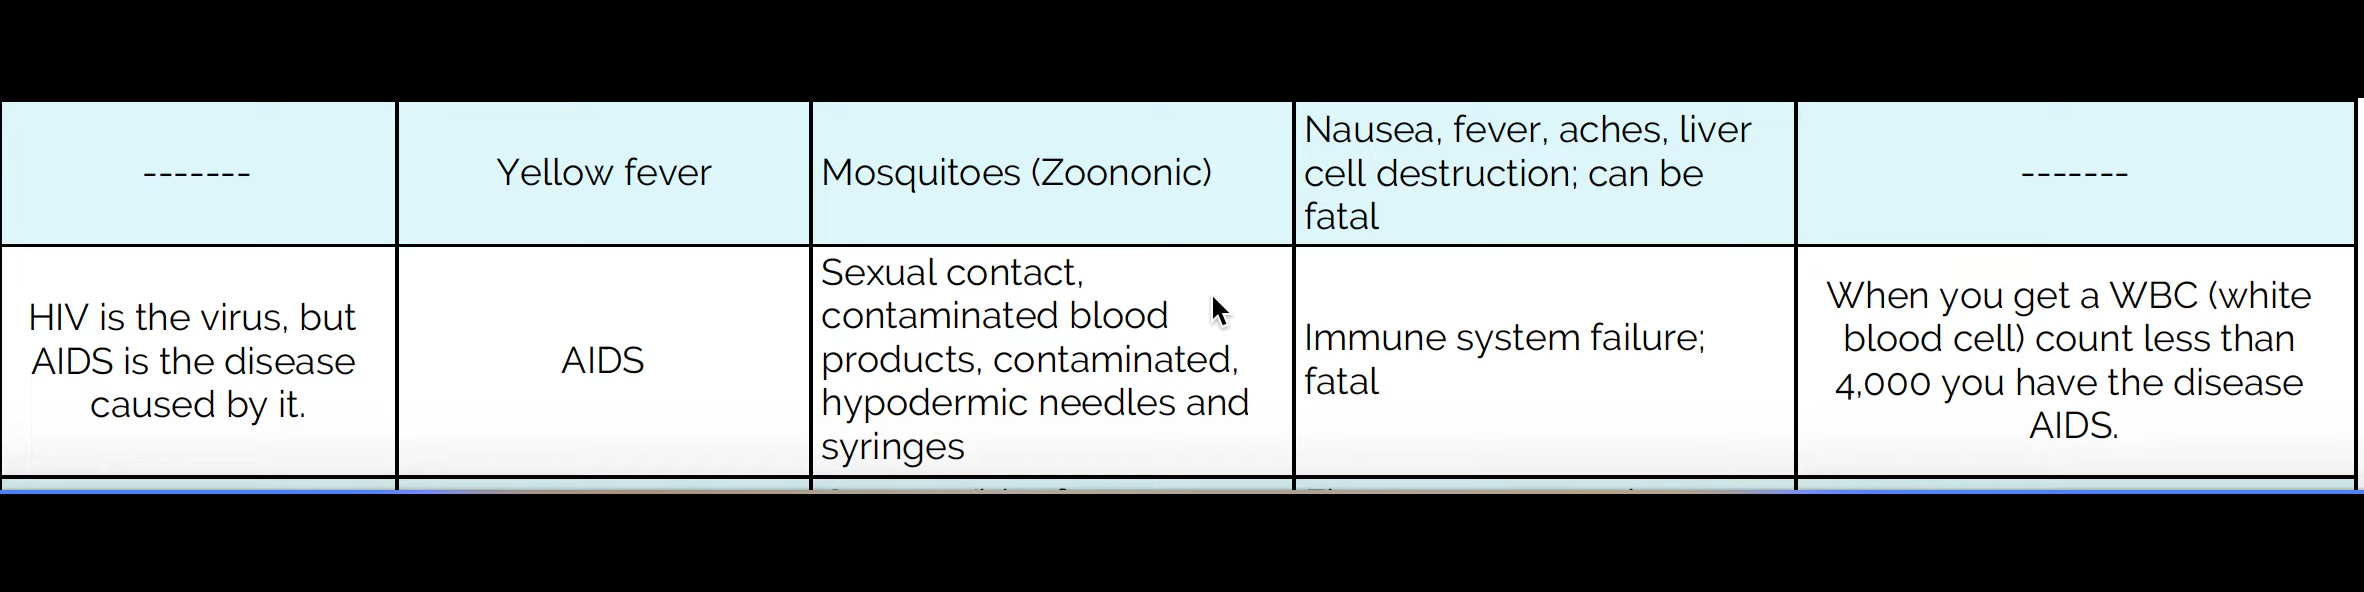 -------
Yellow fever
Mosquitoes (Zoononic)
Nausea, fever, aches, liver
cell destruction; can be
fatal
-------
HIV is the virus, but
AIDS is the disease
caused by it.
AIDS
Sexual contact,
contaminated blood
products, contaminated,
hypodermic needles and
syringes
Immune system failure;
fatal
When you get a WBC (white
blood cell) count less than
4,000 you have the disease
AIDS.